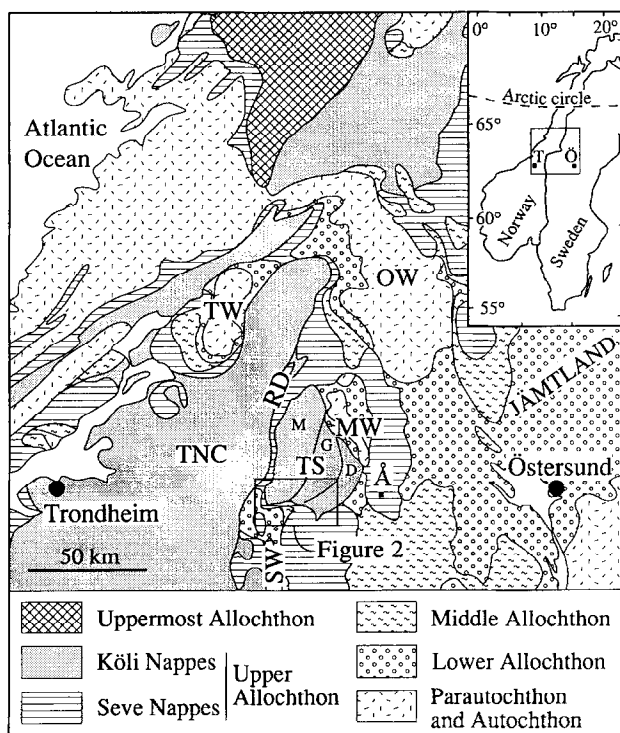 0°
10°
20°
Arctic circle
65°
T
Ö
60°
Norway
Sweden
55°
Atlantic
Ocean
OW
TW
RD
JÄMTLAND
M
MW
G
TNC
TS
D
Å
Östersund
Trondheim
SW
Figure 2
50 km
Uppermost Allochthon
Middle Allochthon
Köli Nappes
Upper
Allochthon
Lower Allochthon
Seve Nappes
Parautochthon
and Autochthon